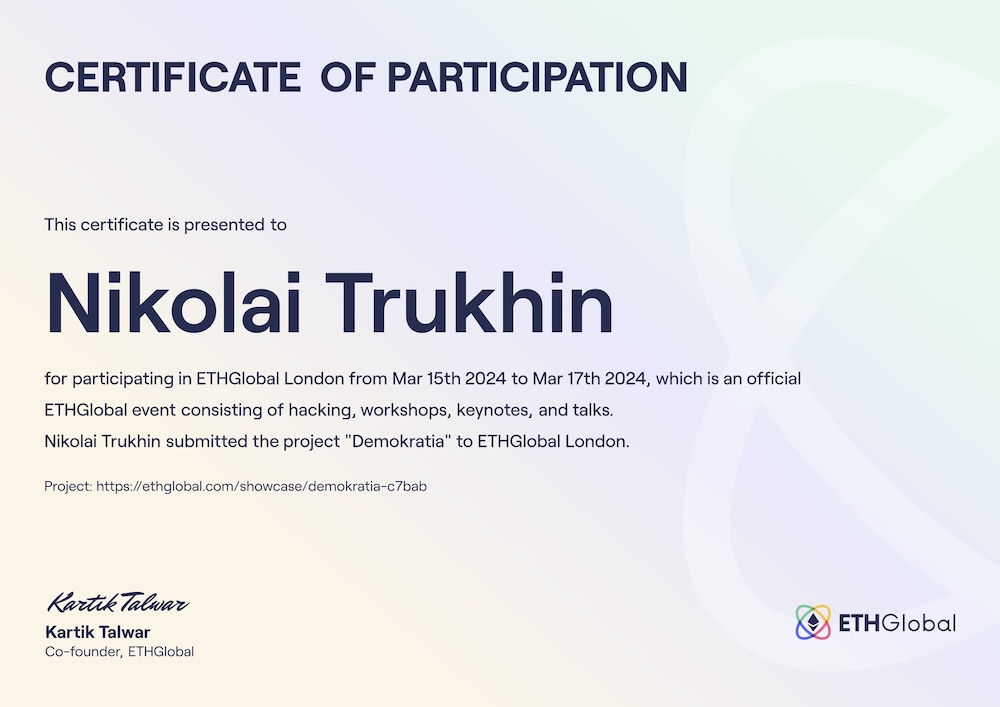 CERTIFICATE OF PARTICIPATION
This certificate is presented to
Nikolai Trukhin
for participating in ETHGlobal London from Mar 15th 2024 to Mar 17th 2024, which is an official
ETHGlobal event consisting of hacking, workshops, keynotes, and talks.
Nikolai Trukhin submitted the project "Demokratia" to ETHGlobal London.
Project: https://ethglobal.com/showcase/demokratia-c7bab
Kartik Talwar
Kartik Talwar
Co-founder, ETHGlobal
ETHGlobal